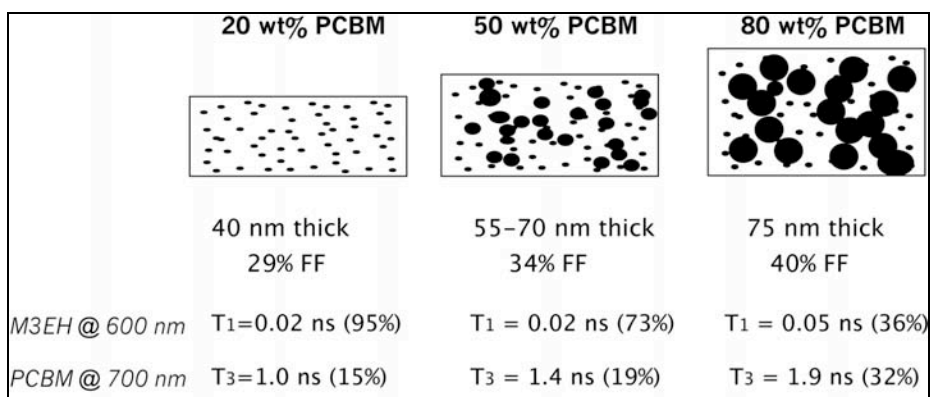 20 wt% PCBM 50 wt% PCBM 80 wt% PCBM
40 nm thick 55–70 nm thick 75 nm thick
29% FF 34% FF 40% FF
M3EH @ 600 nm T1=0.02 ns (95%) T1 = 0.02 ns (73%) T1 = 0.05 ns (36%)
PCBM @ 700 nm T3=1.0 ns (15%) T3 = 1.4 ns (19%) T3 = 1.9 ns (32%)